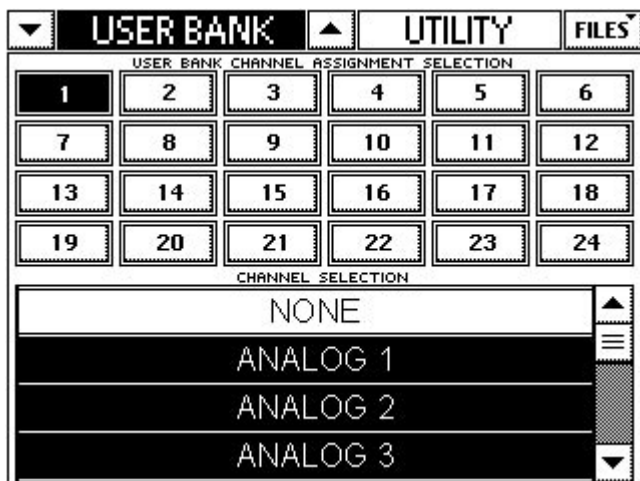 USER BANK UTILITY FILES
USER BANK CHANNEL ASSIGNMENT SELECTION
1 2 3 4 5 6
7 8 9 10 11 12
13 14 15 16 17 18
19 20 21 22 23 24
CHANNEL SELECTION
NONE
ANALOG 1
ANALOG 2
ANALOG 3